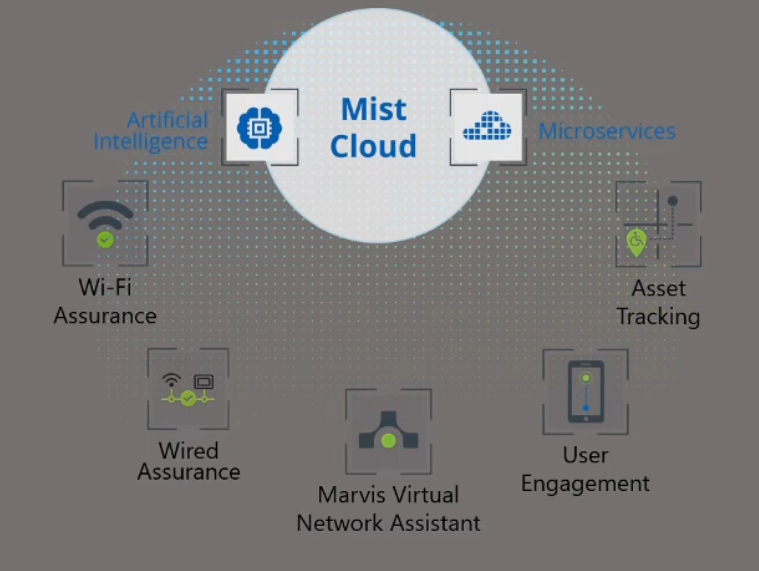 Mist
Cloud
Artificial
Intelligence
Microservices
Wi-Fi
Assurance
Asset
Tracking
Wired
Assurance
User
Engagement
Marvis Virtual
Network Assistant